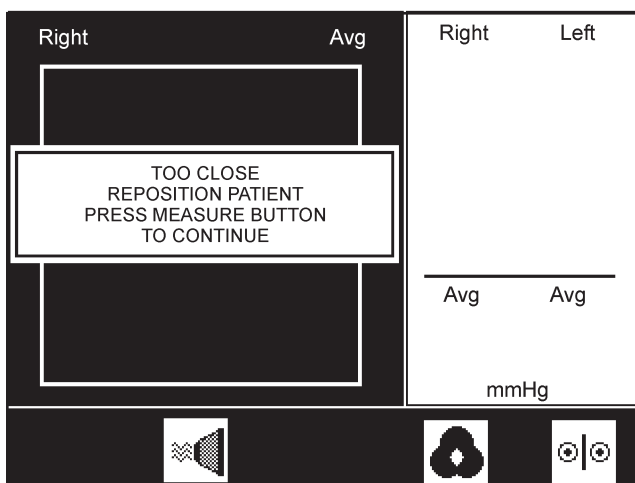 Right Avg
TOO CLOSE
REPOSITION PATIENT
PRESS MEASURE BUTTON
TO CONTINUE
Right Left
Avg Avg
mmHg